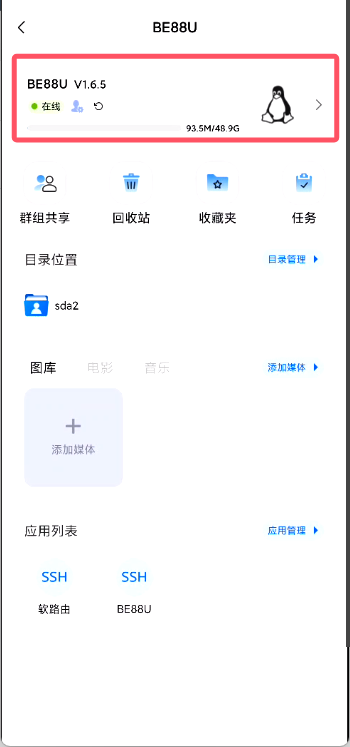 BE88U
BE88U V1.6.5
在线
93.5M/48.9G
群组共享 回收站 收藏夹 任务
目录位置 目录管理
sda2
图库 电影 音乐 添加媒体
添加媒体
应用列表 应用管理
SSH SSH
软路由 BE88U